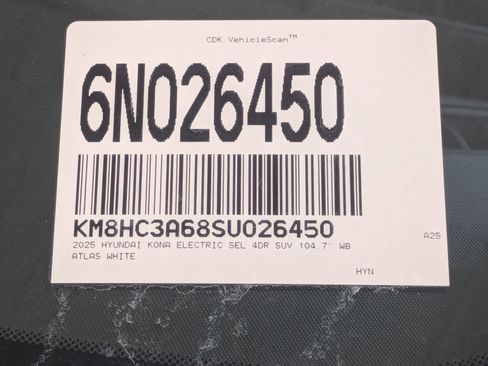 CDK VehicleScan™
6N026450
KM8HC3A68SU026450
2025 HYUNDAI KONA ELECTRIC SEL 4DR SUV 104.7" WB
A25
ATLAS WHITE
HYN